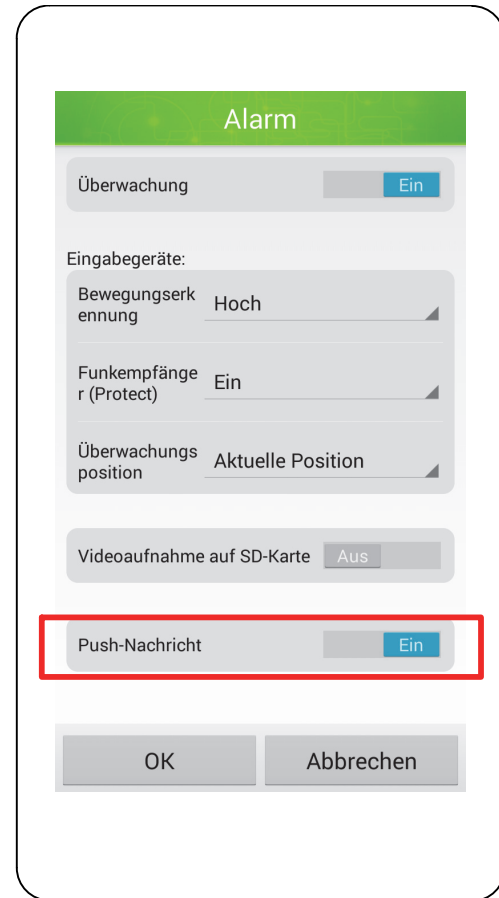 Alarm
Überwachung Ein
Eingabegeräte:
Bewegungserk
ennung
Hoch
Funkempfänge
r (Protect)
Ein
Überwachungs
position
Aktuelle Position
Videoaufnahme auf SD-Karte Aus
Push-Nachricht Ein
OK Abbrechen